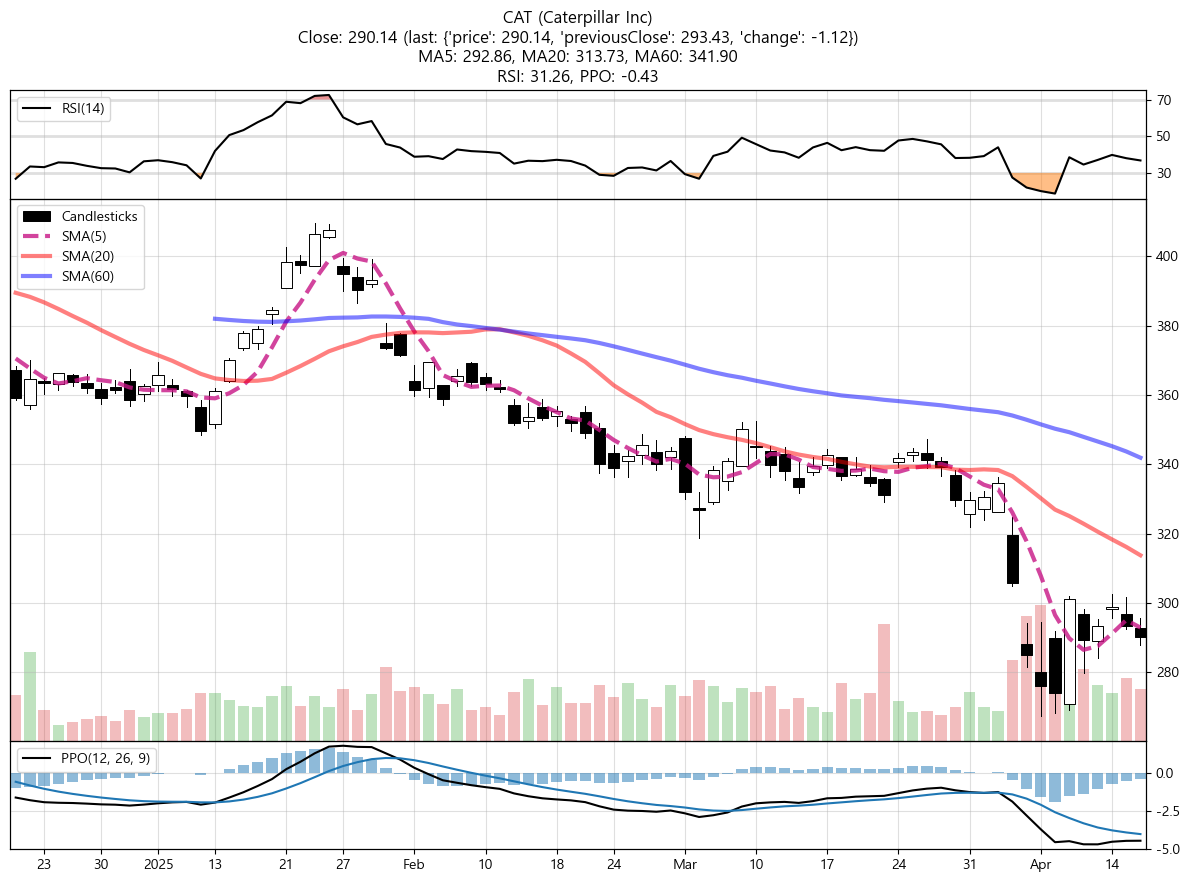 CAT (Caterpillar Inc)
Close: 290.14 (last: {'price': 290.14, 'previousClose': 293.43, 'change': -1.12})
MA5: 292.86, MA20: 313.73, MA60: 341.90
RSI: 31.26, PPO: -0.43
RSI(14)
70
50
30
Candlesticks
SMA(5)
SMA(20)
SMA(60)
400
380
360
340
320
300
280
PPO(12, 26, 9)
0.0
-2.5
-5.0
23 30 2025 13 21 27 Feb 10 18 24 Mar 10 17 24 31 Apr 14